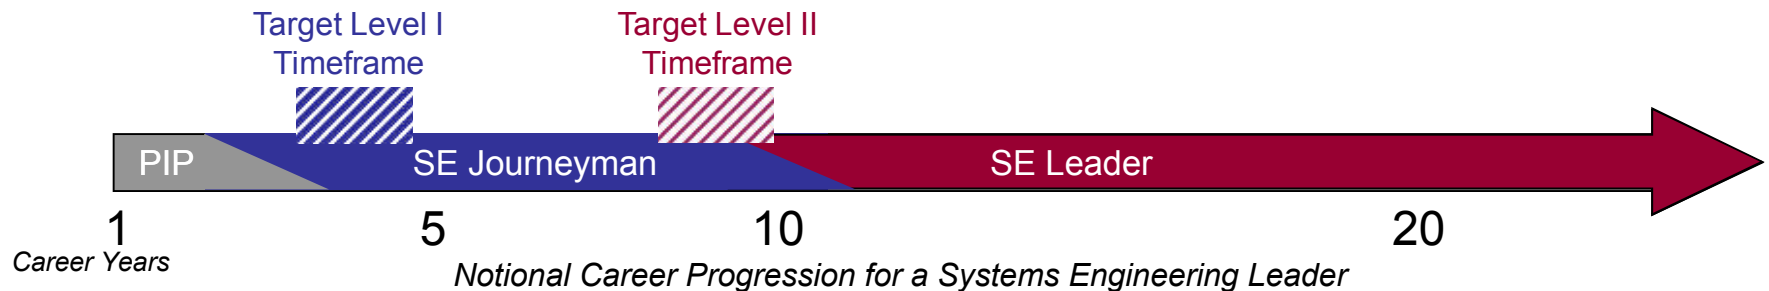 Target Level I
Timeframe
Target Level II
Timeframe
PIP
SE Journeyman
SE Leader
1
5
10
20
Career Years
Notional Career Progression for a Systems Engineering Leader